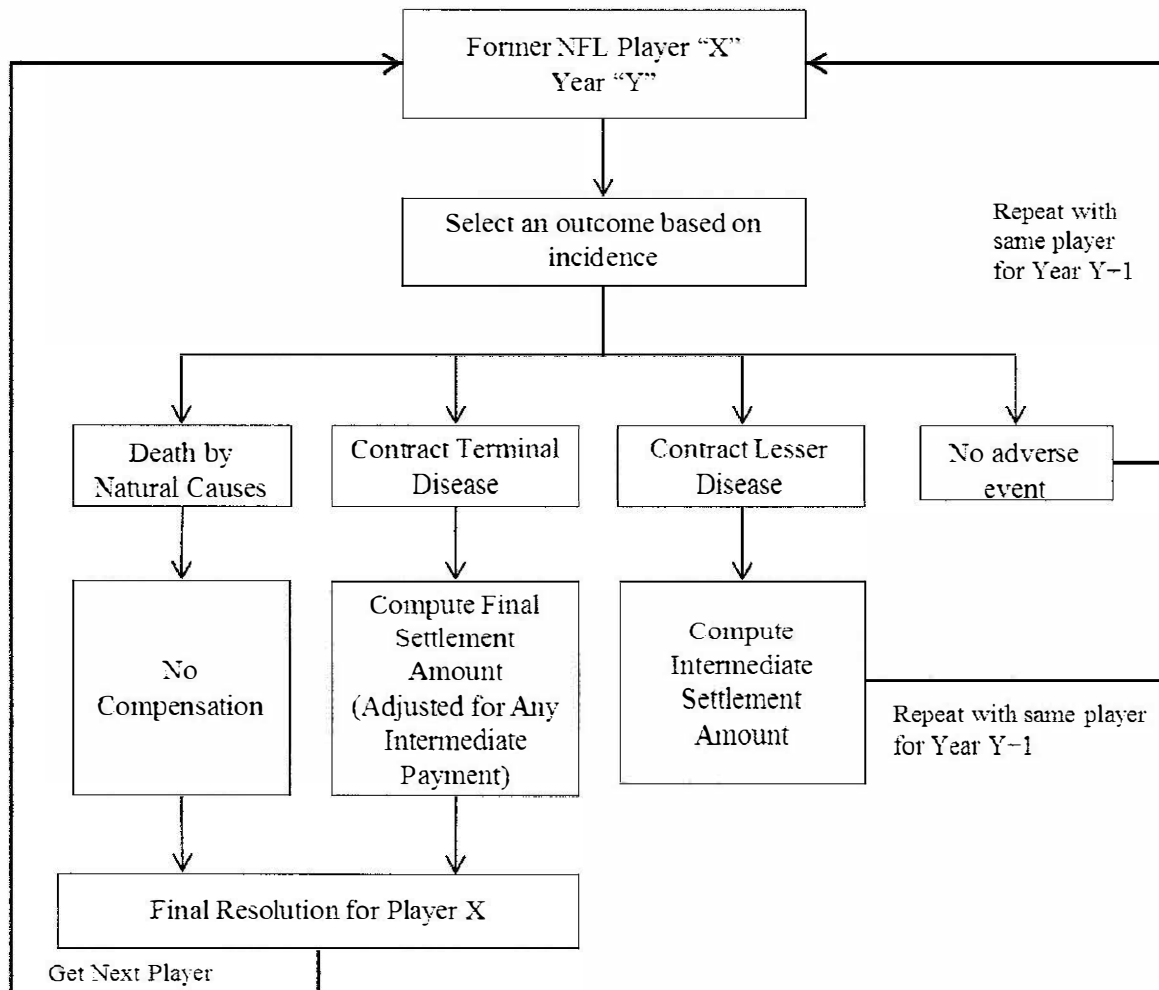 Former NFL Player “X”
Year “Y”
Select an outcome based on
incidence
Repeat with
same player
for Year Y-1
Death by
Natural Causes
Contract Terminal
Disease
Contract Lesser
Disease
No adverse
event
No
Compensation
Compute Final
Settlement
Amount
(Adjusted for Any
Intermediate
Payment)
Compute
Intermediate
Settlement
Amount
Repeat with same player
for Year Y-1
Final Resolution for Player X
Get Next Player